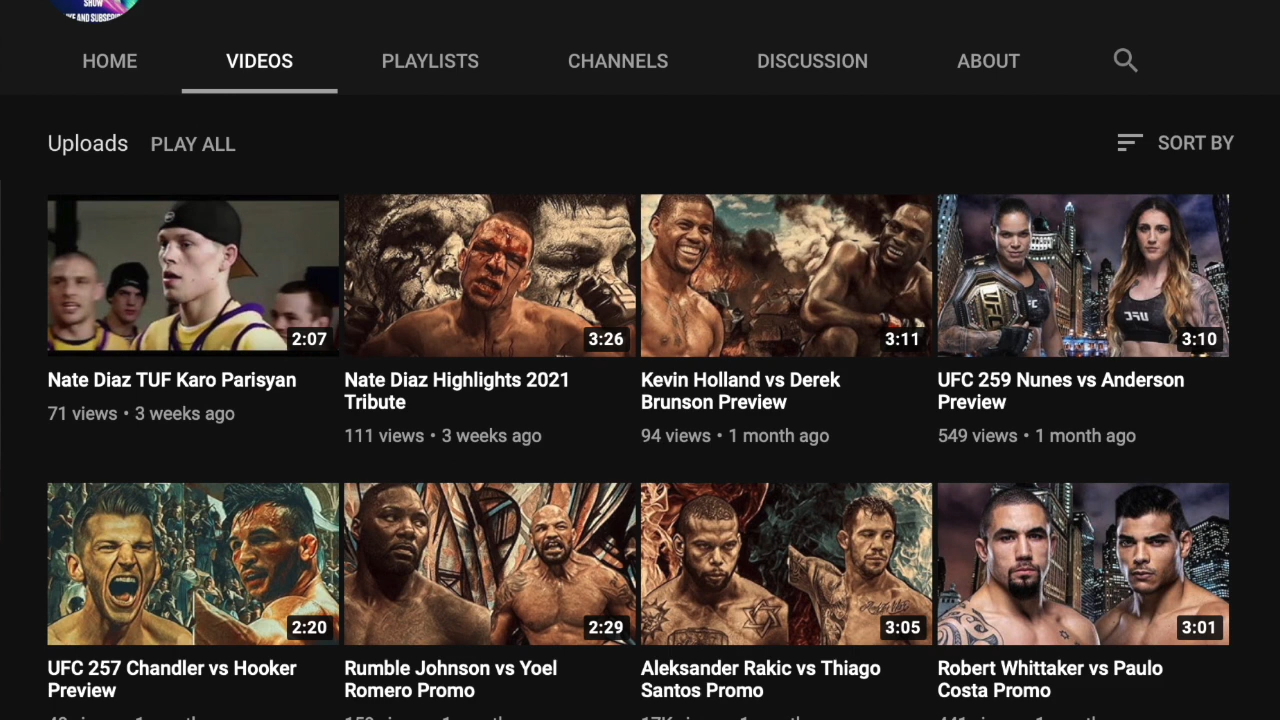 SHOW
HOME VIDEOS PLAYLISTS CHANNELS DISCUSSION ABOUT
Uploads PLAY ALL SORT BY
2:07 3:26 3:11 3:10
Nate Diaz TUF Karo Parisyan
71 views • 3 weeks ago
Nate Diaz Highlights 2021
Tribute
111 views • 3 weeks ago
Kevin Holland vs Derek
Brunson Preview
94 views • 1 month ago
UFC 259 Nunes vs Anderson
Preview
549 views • 1 month ago
2:20 2:29 3:05 3:01
UFC 257 Chandler vs Hooker
Preview
Rumble Johnson vs Yoel
Romero Promo
Aleksander Rakic vs Thiago
Santos Promo
Robert Whittaker vs Paulo
Costa Promo